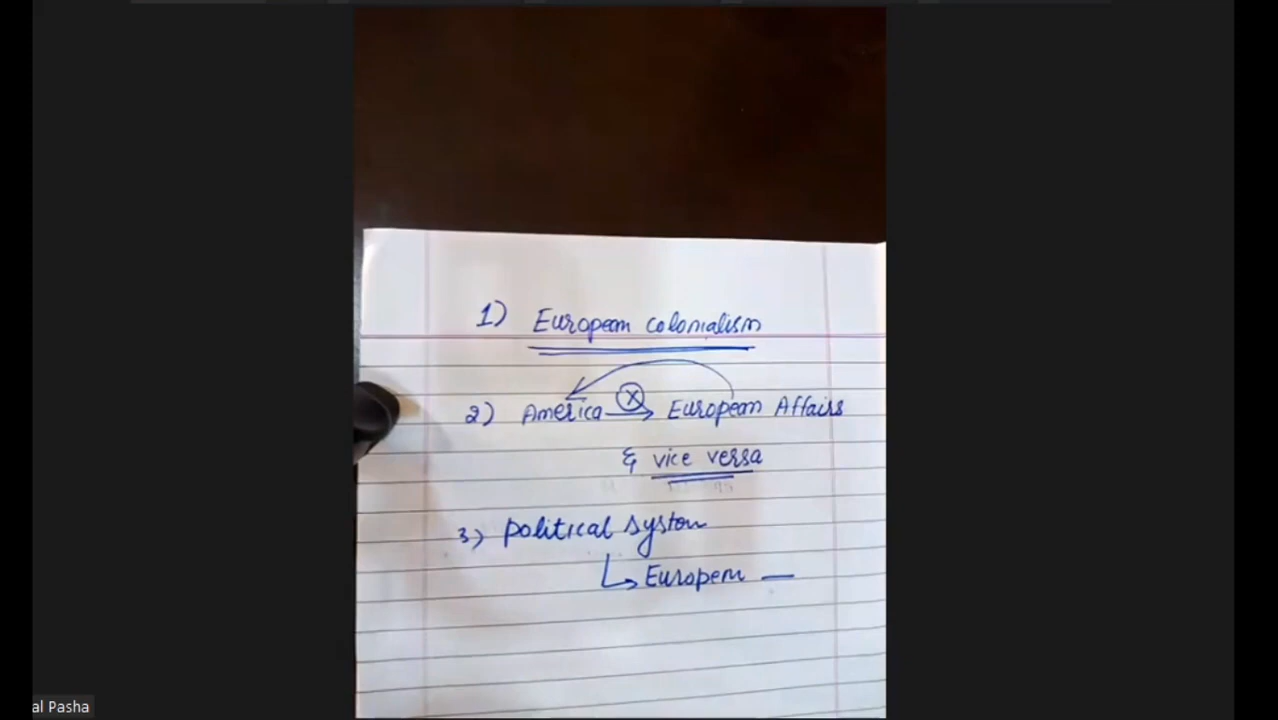 1) European colonialism
2) America → European Affairs
& vice versa
3) political system
↳ European —
al Pasha